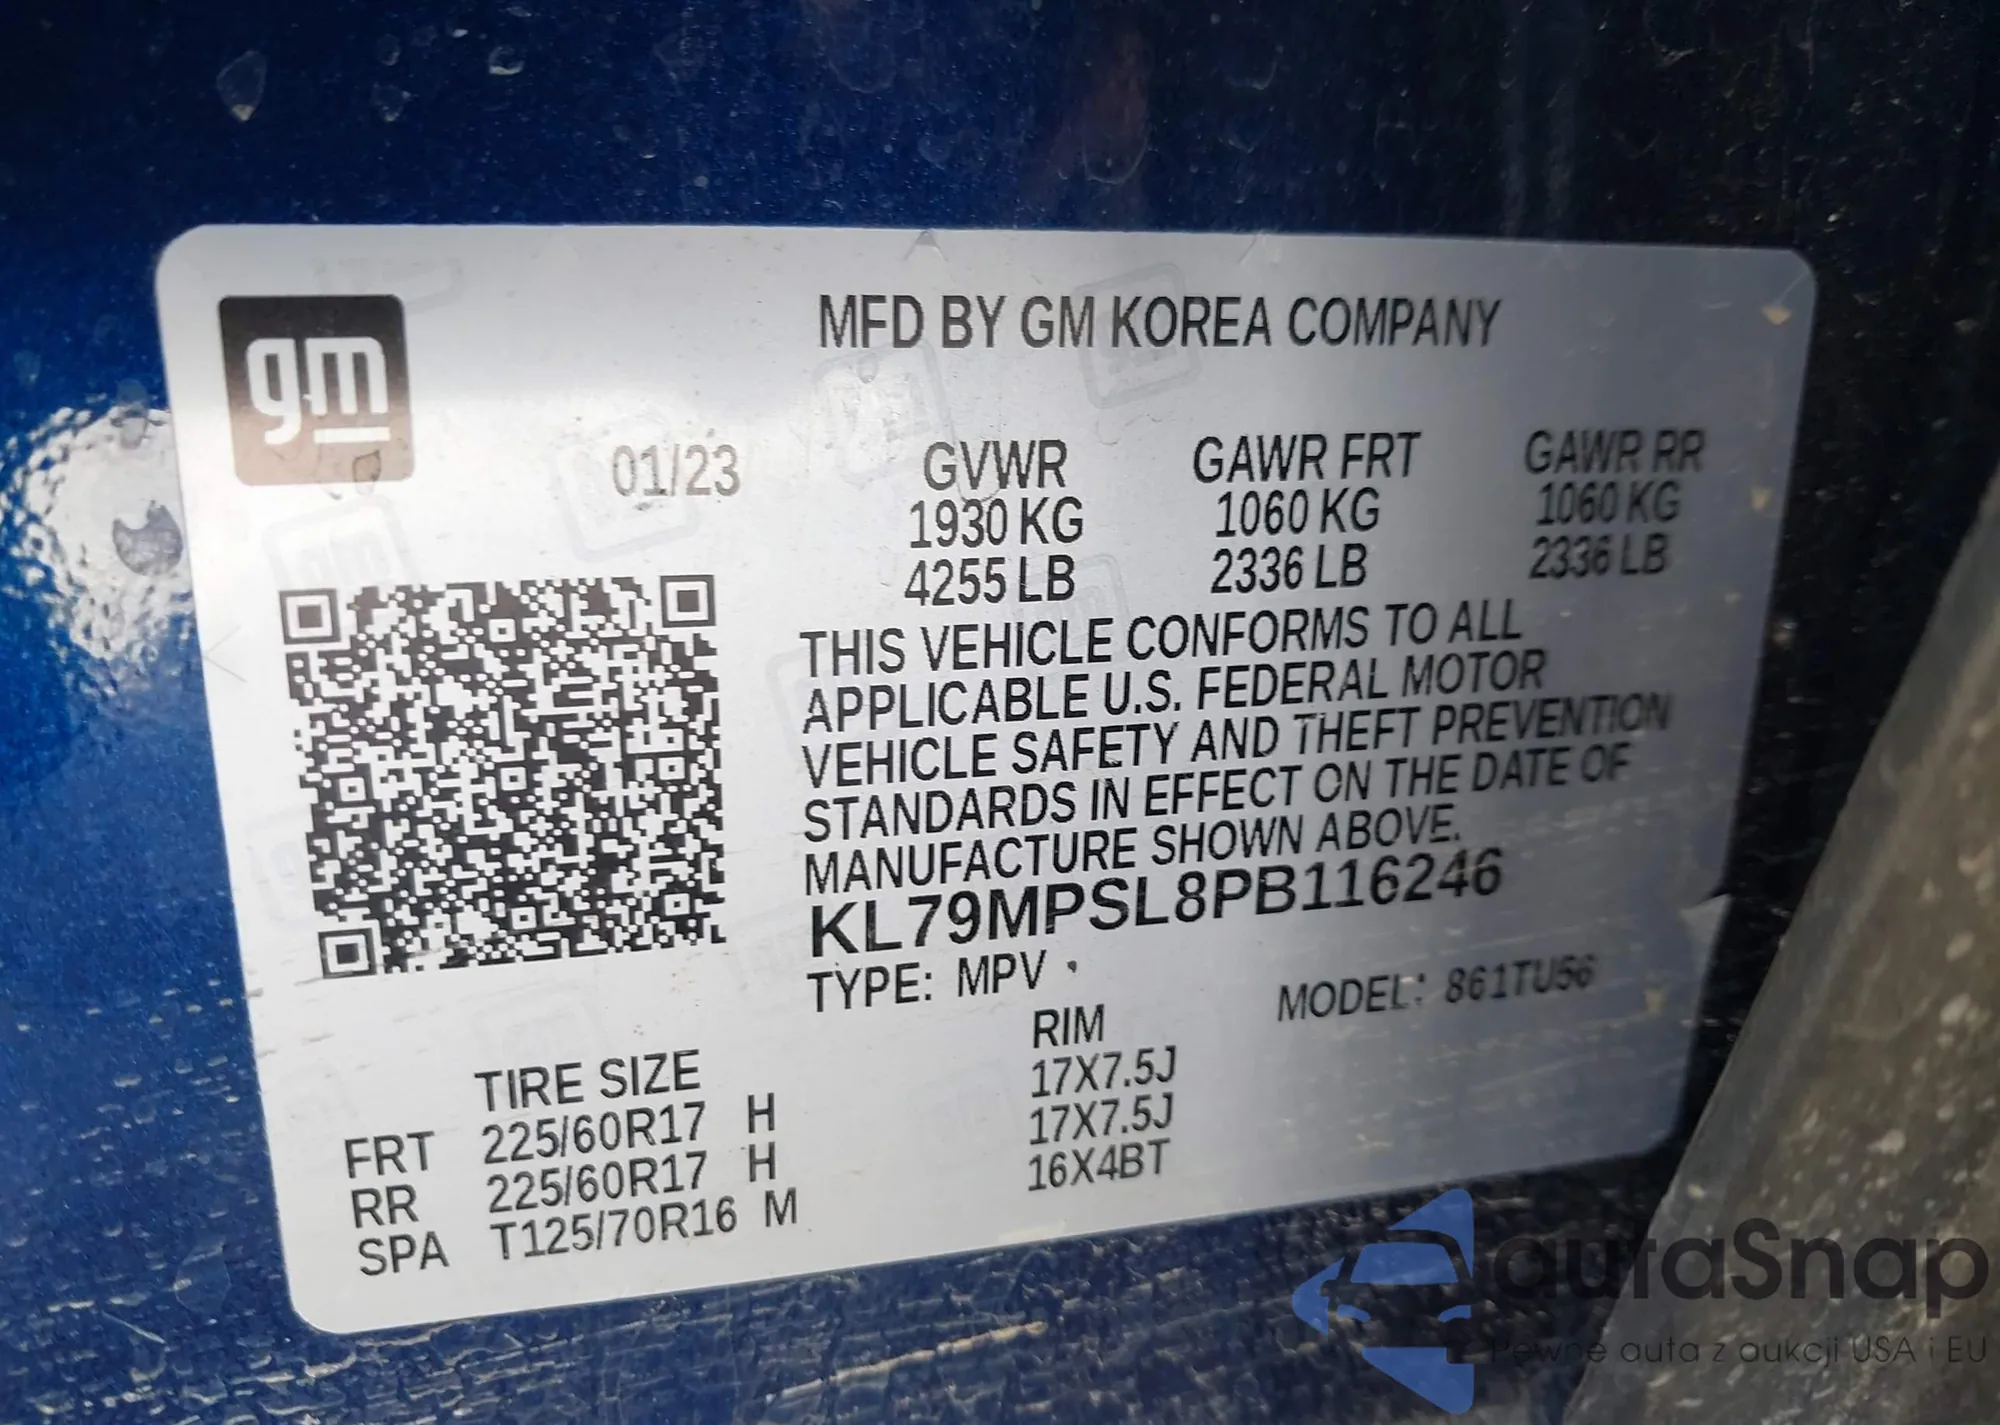 gm
MFD BY GM KOREA COMPANY
01/23
GVWR GAWR FRT GAWR RR
1930 KG 1060 KG 1060 KG
4255 LB 2336 LB 2336 LB
THIS VEHICLE CONFORMS TO ALL
APPLICABLE U.S. FEDERAL MOTOR
VEHICLE SAFETY AND THEFT PREVENTION
STANDARDS IN EFFECT ON THE DATE OF
MANUFACTURE SHOWN ABOVE.
KL79MPSL8PB116246
TYPE: MPV MODEL: 861TU56
TIRE SIZE RIM
FRT 225/60R17 H 17X7.5J
RR 225/60R17 H 17X7.5J
SPA T125/70R16 M 16X4BT
autaSnap
Pewne auta z aukcji USA i EU